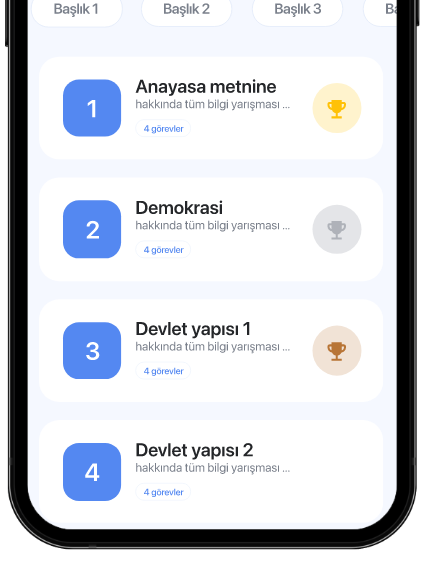 Başlık 1 Başlık 2 Başlık 3
1
Anayasa metnine
hakkında tüm bilgi yarışması ...
4 görevler
2
Demokrasi
hakkında tüm bilgi yarışması ...
4 görevler
3
Devlet yapısı 1
hakkında tüm bilgi yarışması ...
4 görevler
4
Devlet yapısı 2
hakkında tüm bilgi yarışması ...
4 görevler